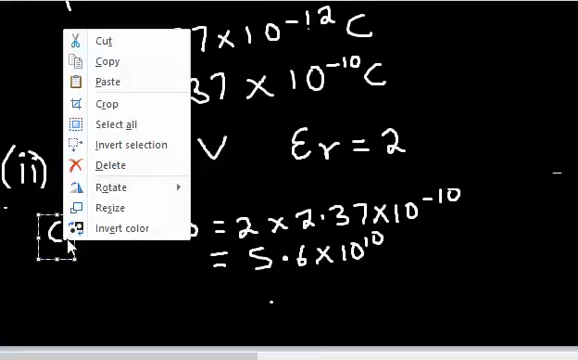 7 x 10⁻¹² C
Cut
Copy
37 x 10⁻¹⁰ C
Paste
Crop
Select all
Invert selection
(ii) V Er = 2
Delete
Rotate
Resize
C = 2 x 2.37 x 10⁻¹⁰
Invert color
= 5.6 x 10¹⁰